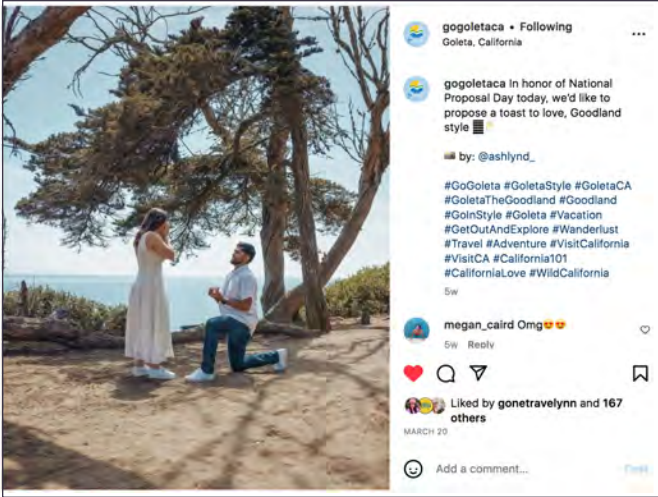 gogoletaca • Following
Goleta, California
gogoletaca In honor of National
Proposal Day today, we'd like to
propose a toast to love, Goodland
style
by: @ashlynd_
#GoGoleta #GoletaStyle #GoletaCA
#GoletaTheGoodland #Goodland
#GoInStyle #Goleta #Vacation
#GetOutAndExplore #Wanderlust
#Travel #Adventure #VisitCalifornia
#VisitCA #California101
#CaliforniaLove #WildCalifornia
5w
megan_caird Omg😍😍
5w Reply
Liked by gonetravelynn and 167
others
MARCH 20
Add a comment...
Post